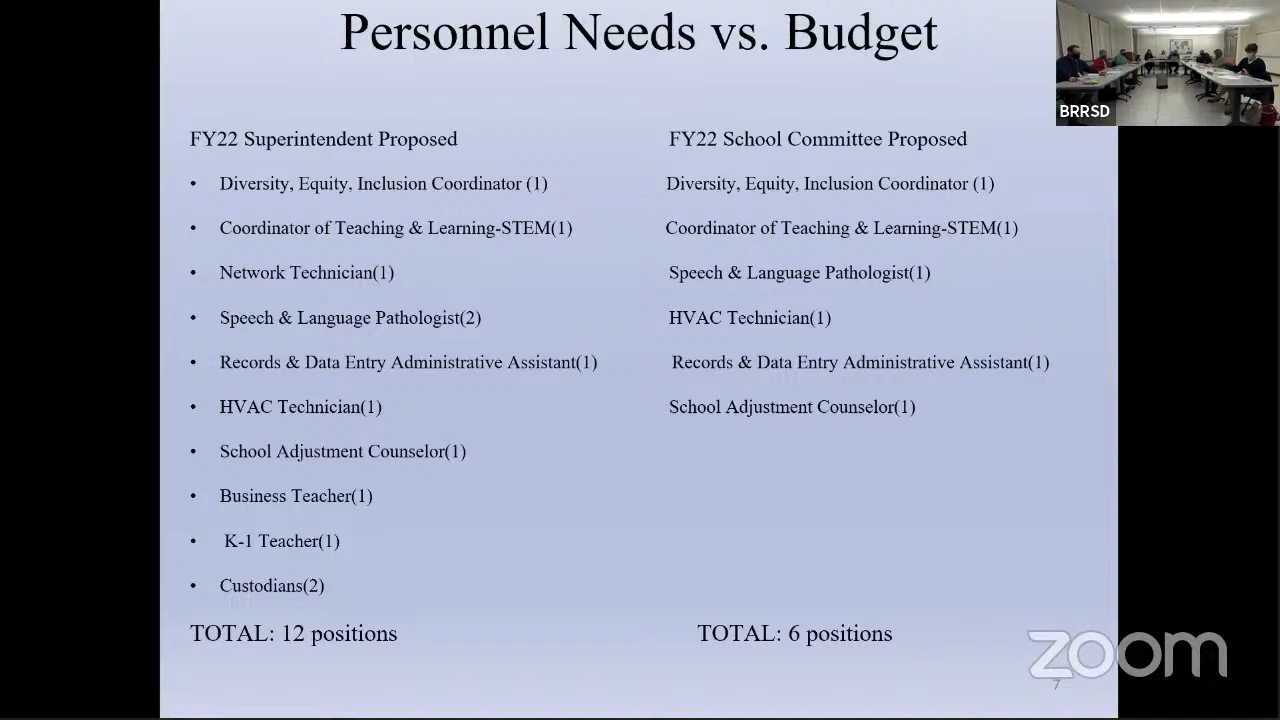 Personnel Needs vs. Budget
BRRSD
FY22 Superintendent Proposed
• Diversity, Equity, Inclusion Coordinator (1)
• Coordinator of Teaching & Learning-STEM(1)
• Network Technician(1)
• Speech & Language Pathologist(2)
• Records & Data Entry Administrative Assistant(1)
• HVAC Technician(1)
• School Adjustment Counselor(1)
• Business Teacher(1)
• K-1 Teacher(1)
• Custodians(2)
TOTAL: 12 positions
FY22 School Committee Proposed
Diversity, Equity, Inclusion Coordinator (1)
Coordinator of Teaching & Learning-STEM(1)
Speech & Language Pathologist(1)
HVAC Technician(1)
Records & Data Entry Administrative Assistant(1)
School Adjustment Counselor(1)
TOTAL: 6 positions
zoom
7